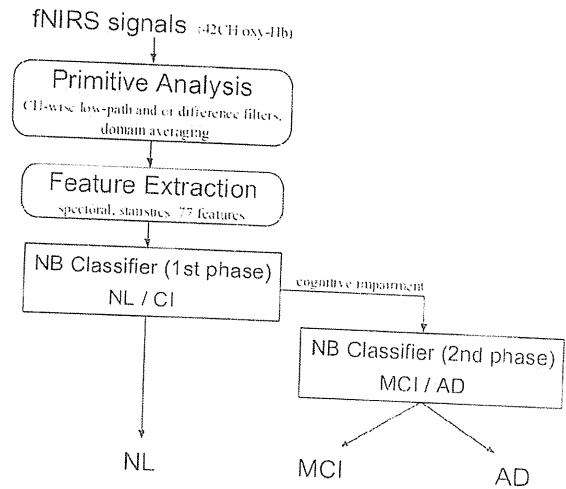 fNIRS signals (42CH oxy-Hb)
Primitive Analysis
CH-wise low-path and or difference filters,
domain averaging
Feature Extraction
spectoral, statistics 77 features
NB Classifier (1st phase)
NL / CI
cognitive impairment
NB Classifier (2nd phase)
MCI / AD
NL
MCI
AD